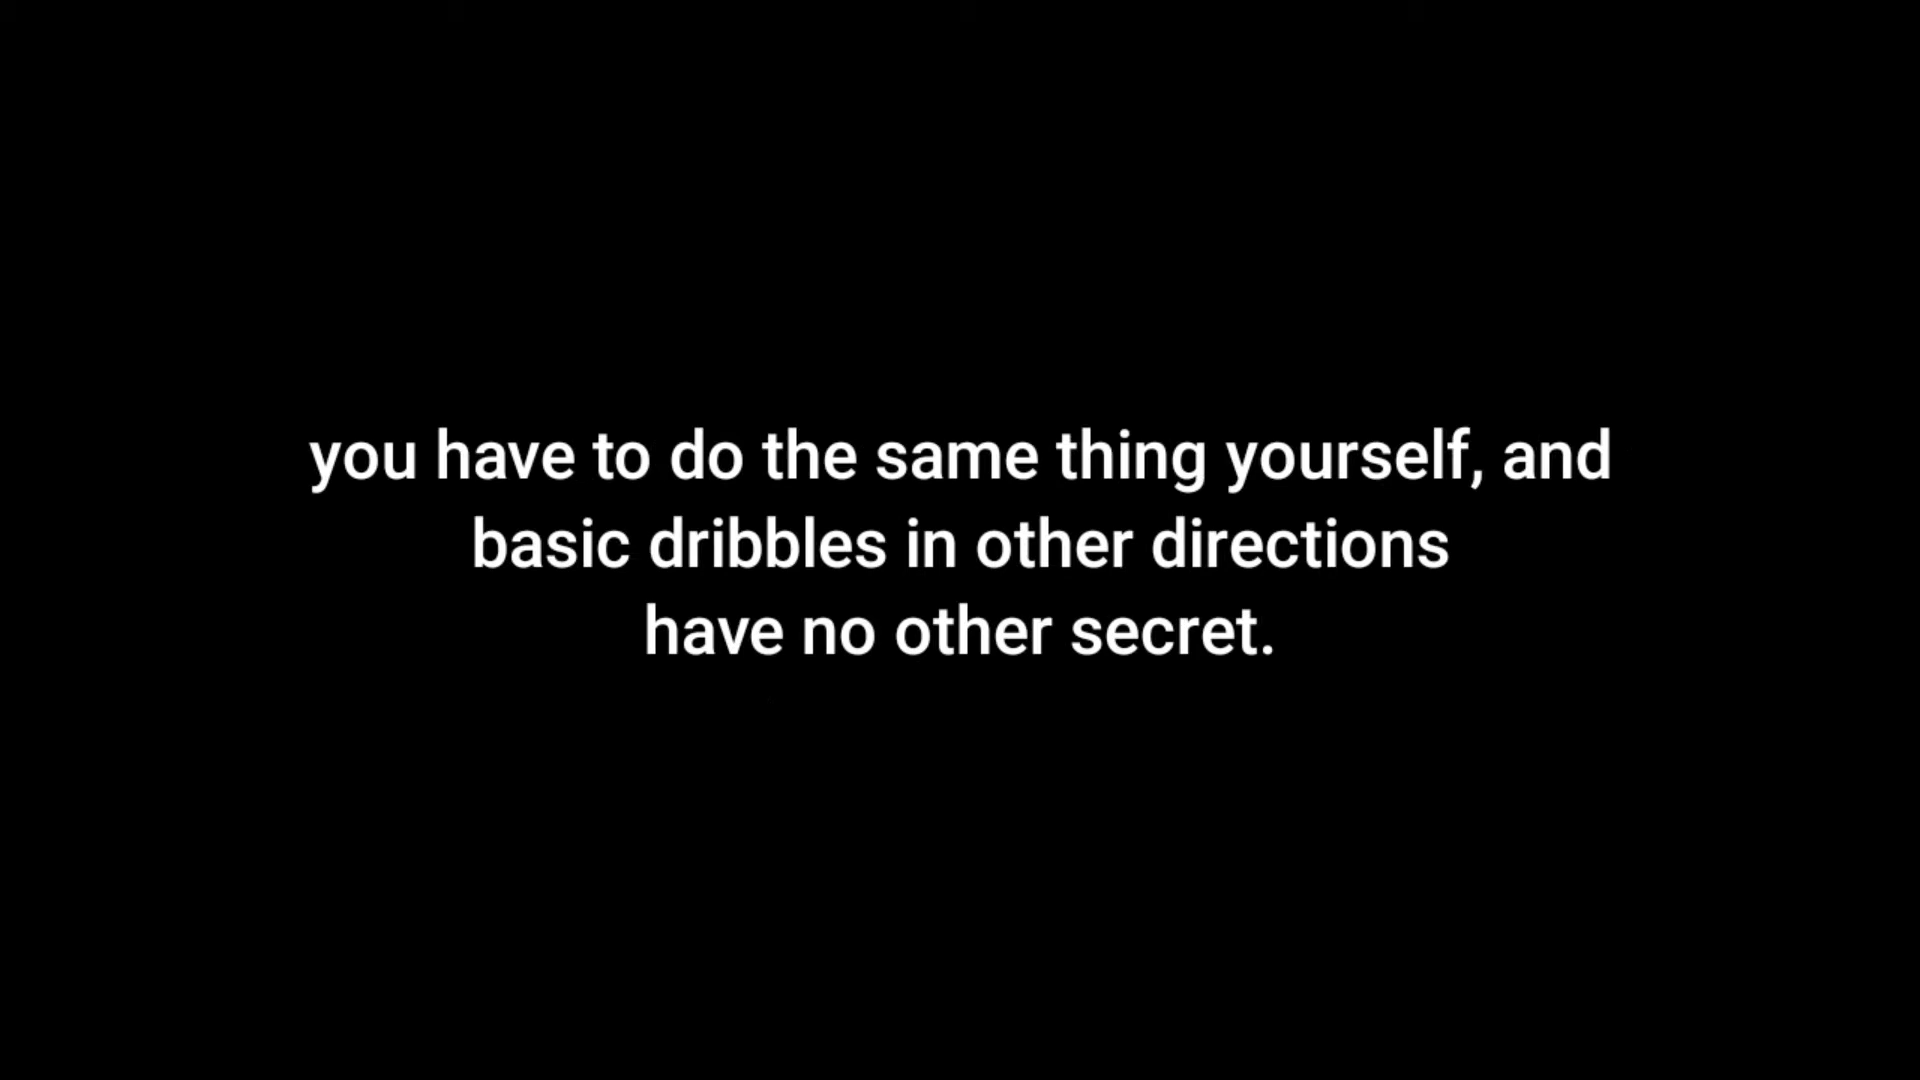 you have to do the same thing yourself, and
basic dribbles in other directions
have no other secret.